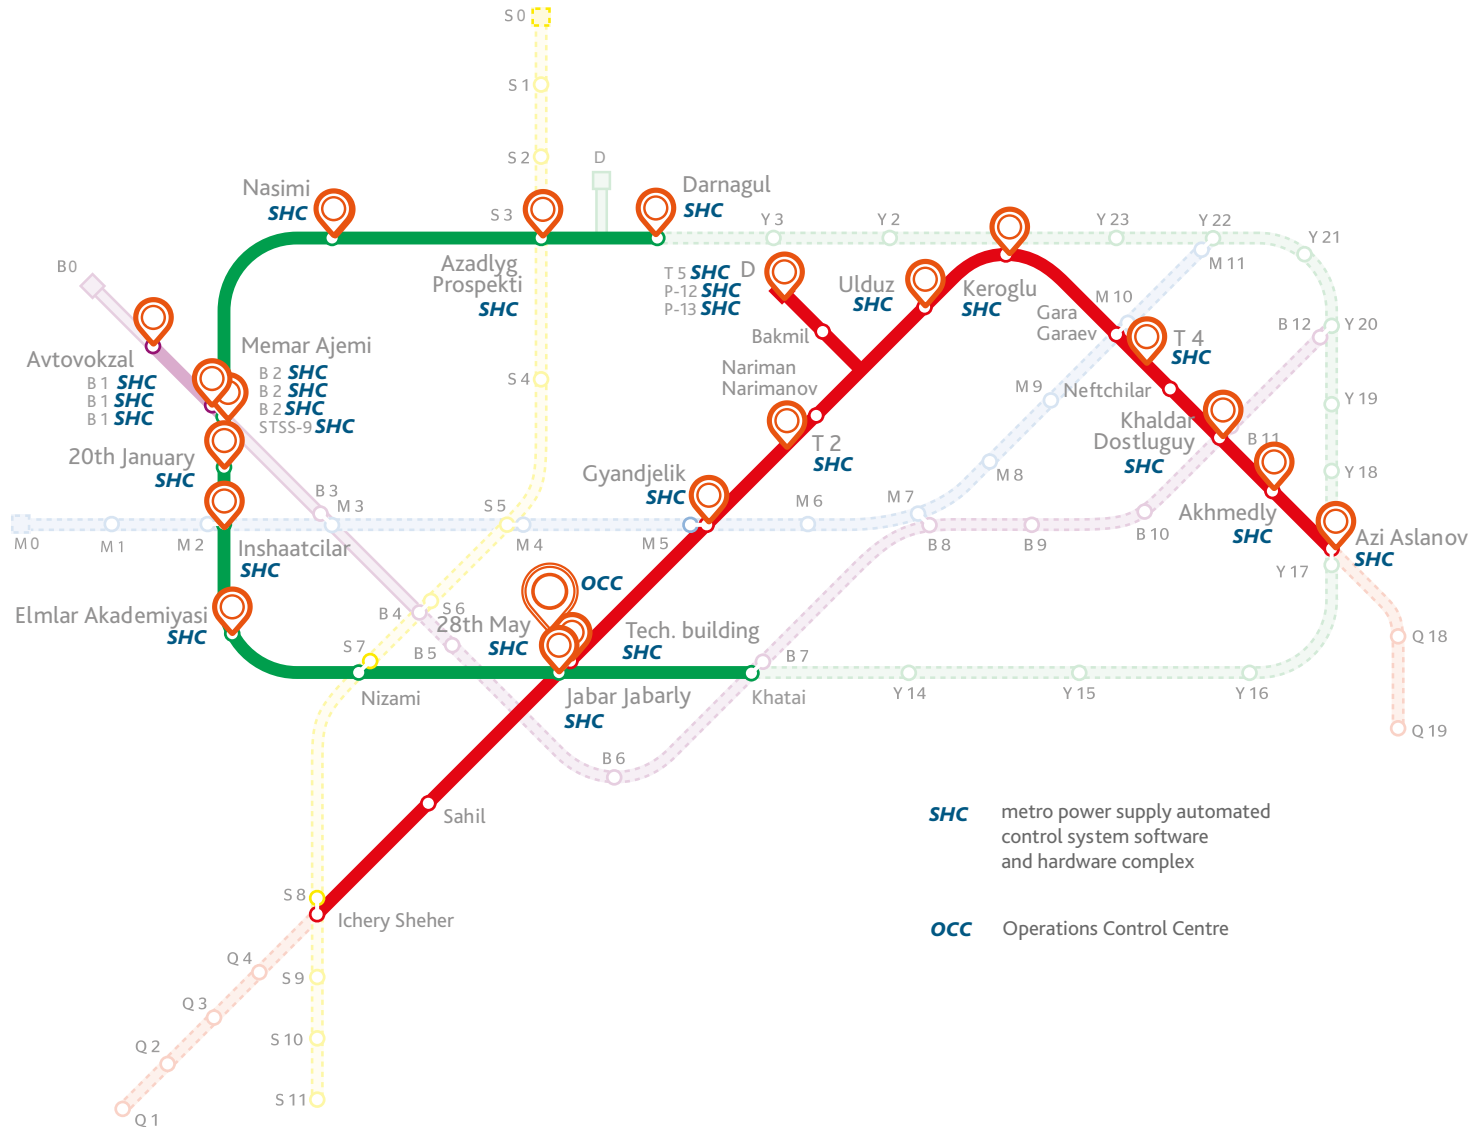 S 0
S 1
S 2
D
S 3
Nasimi
SHC
Darnagul
SHC
Y 3
Y 2
Y 23
Y 22
Y 21
M 11
B0
Azadlyg
Prospekti
SHC
T 5 SHC
P-12 SHC
P-13 SHC
D
Ulduz
SHC
Keroglu
SHC
M 10
Gara
Garaev
B 12
Y 20
Bakmil
T 4
SHC
Avtovokzal
B 1 SHC
B 1 SHC
B 1 SHC
Memar Ajemi
B 2 SHC
B 2 SHC
B 2 SHC
STSS-9 SHC
S 4
Nariman
Narimanov
M 9
Neftchilar
Y 19
Khaldar
Dostluguy
SHC
B 11
T 2
SHC
20th January
SHC
Gyandjelik
SHC
M 8
Y 18
B 3
M 3
S 5
M 6
M 7
Akhmedly
SHC
M 0
M 1
M 2
M 4
M 5
B 8
B 9
B 10
Azi Aslanov
SHC
Inshaatcilar
SHC
Y 17
OCC
Elmlar Akademiyasi
SHC
B 4
S 6
28th May
SHC
Tech. building
SHC
Q 18
S 7
B 5
B 7
Nizami
Jabar Jabarly
SHC
Khatai
Y 14
Y 15
Y 16
Q 19
B 6
Sahil
SHC
metro power supply automated
control system software
and hardware complex
S 8
Ichery Sheher
OCC
Operations Control Centre
Q 4
S 9
Q 3
Q 2
S 10
S 11
Q 1